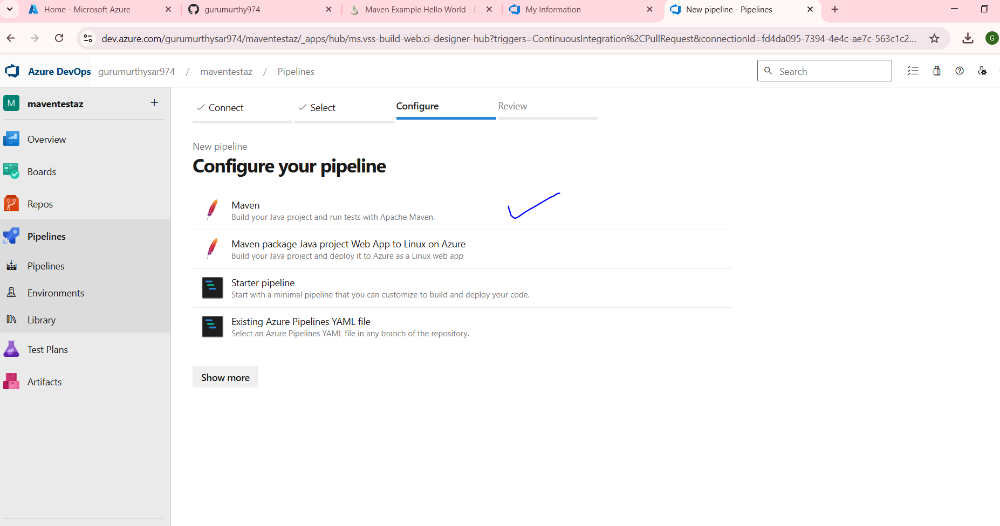 Home - Microsoft Azure
gurumurthy974
Maven Example Hello World -
My Information
New pipeline - Pipelines
dev.azure.com/gurumurthysar974/maventestaz/_apps/hub/ms.vss-build-web.ci-designer-hub?triggers=ContinuousIntegration%2CPullRequest&connectionId=fd4da095-7394-4e4c-ae7c-563c1c2...
G
Azure DevOps gurumurthysar974 / maventestaz / Pipelines
Search
M maventestaz
Overview
Boards
Repos
Pipelines
Pipelines
Environments
Library
Test Plans
Artifacts
Connect
Select
Configure
Review
New pipeline
Configure your pipeline
Maven
Build your Java project and run tests with Apache Maven.
Maven package Java project Web App to Linux on Azure
Build your Java project and deploy it to Azure as a Linux web app
Starter pipeline
Start with a minimal pipeline that you can customize to build and deploy your code.
Existing Azure Pipelines YAML file
Select an Azure Pipelines YAML file in any branch of the repository.
Show more